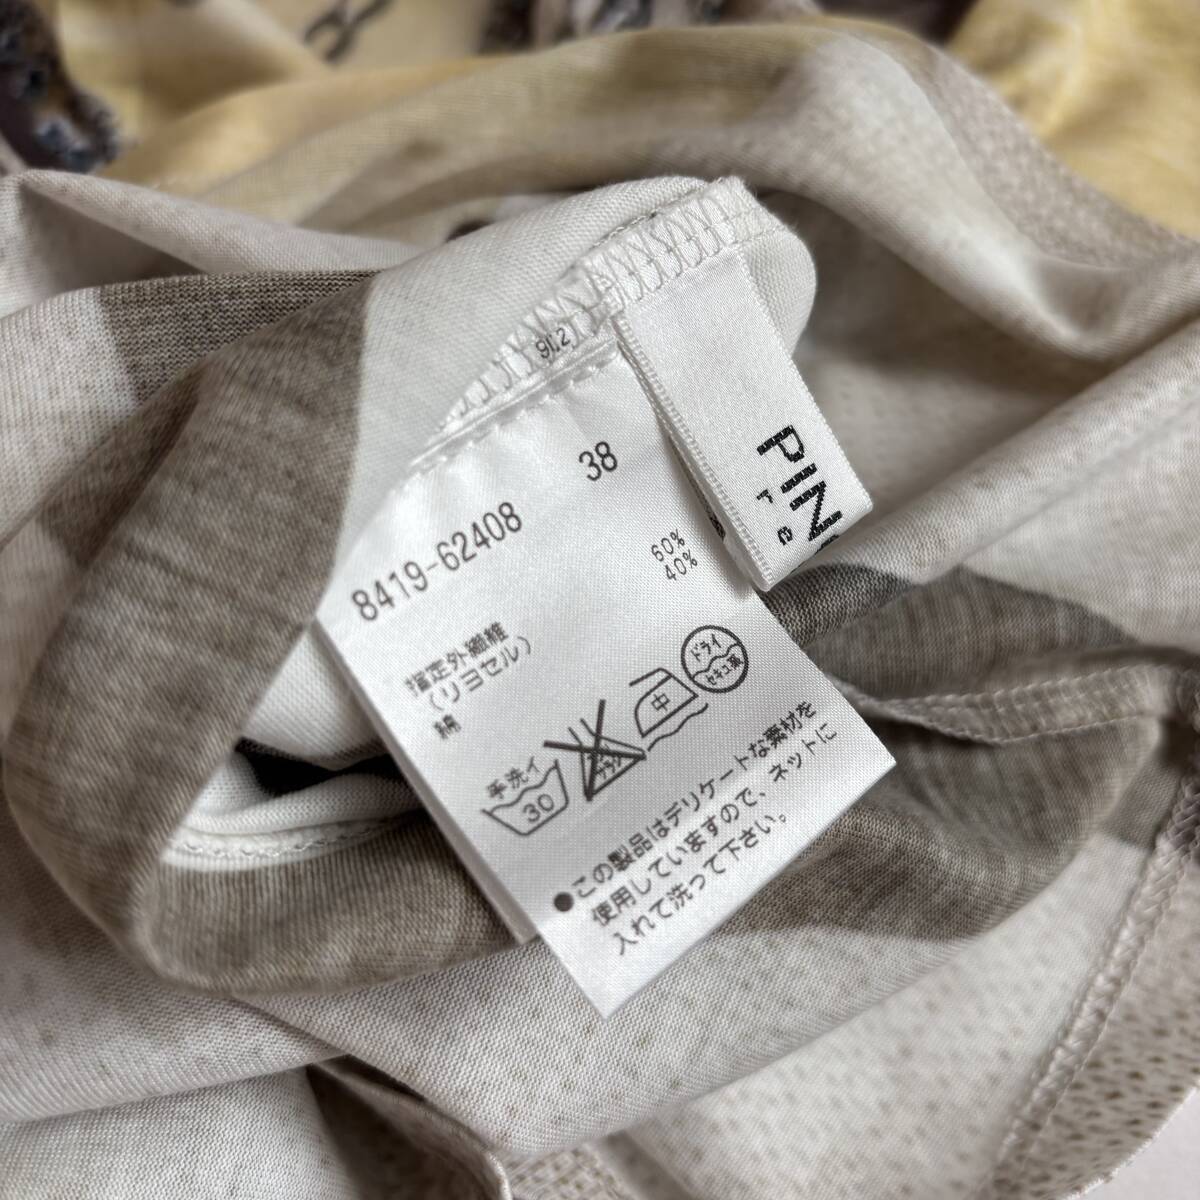 9I.2
38
8419-62408
PIN
r e
指定外繊維
(リヨセル)
60%
綿
40%
手洗イ
30
中
ドライ
セキユ系
●この製品はデリケートな素材を
使用していますので、ネットに
入れて洗って下さい。